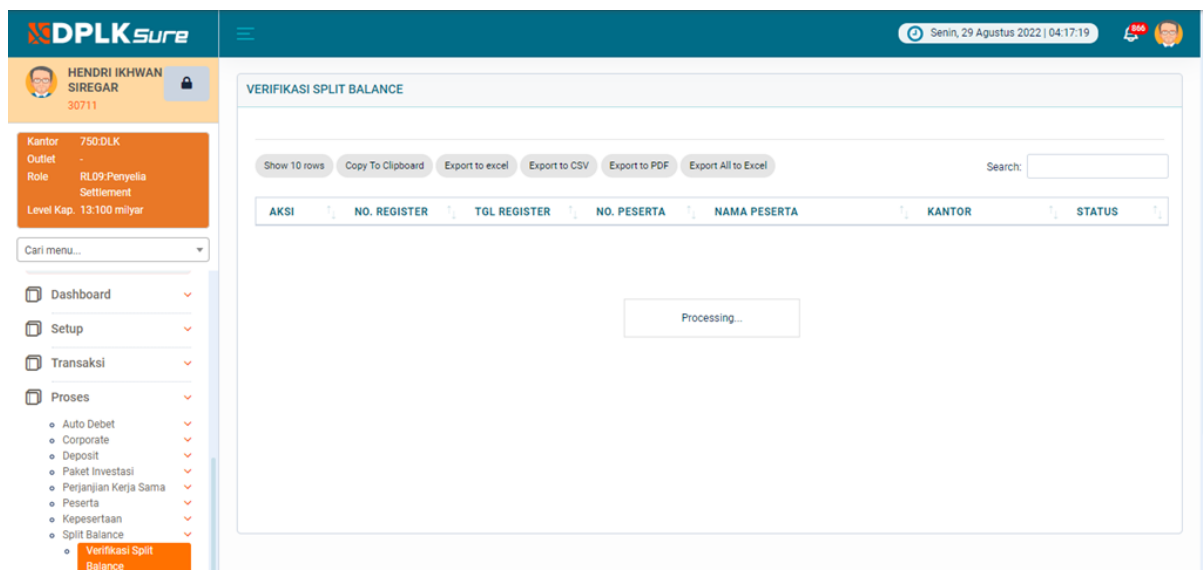 DPLKsure
Senin, 29 Agustus 2022 | 04:17:19
866
HENDRI IKHWAN
SIREGAR
30711
Kantor 750:DLK
Outlet -
Role RL09:Penyelia
Settlement
Level Kap. 13:100 milyar
Cari menu...
Dashboard
Setup
Transaksi
Proses
Auto Debet
Corporate
Deposit
Paket Investasi
Perjanjian Kerja Sama
Peserta
Kepesertaan
Split Balance
Verifikasi Split
Balance
VERIFIKASI SPLIT BALANCE
Show 10 rows Copy To Clipboard Export to excel Export to CSV Export to PDF Export All to Excel Search:
AKSI NO. REGISTER TGL REGISTER NO. PESERTA NAMA PESERTA KANTOR STATUS
Processing...